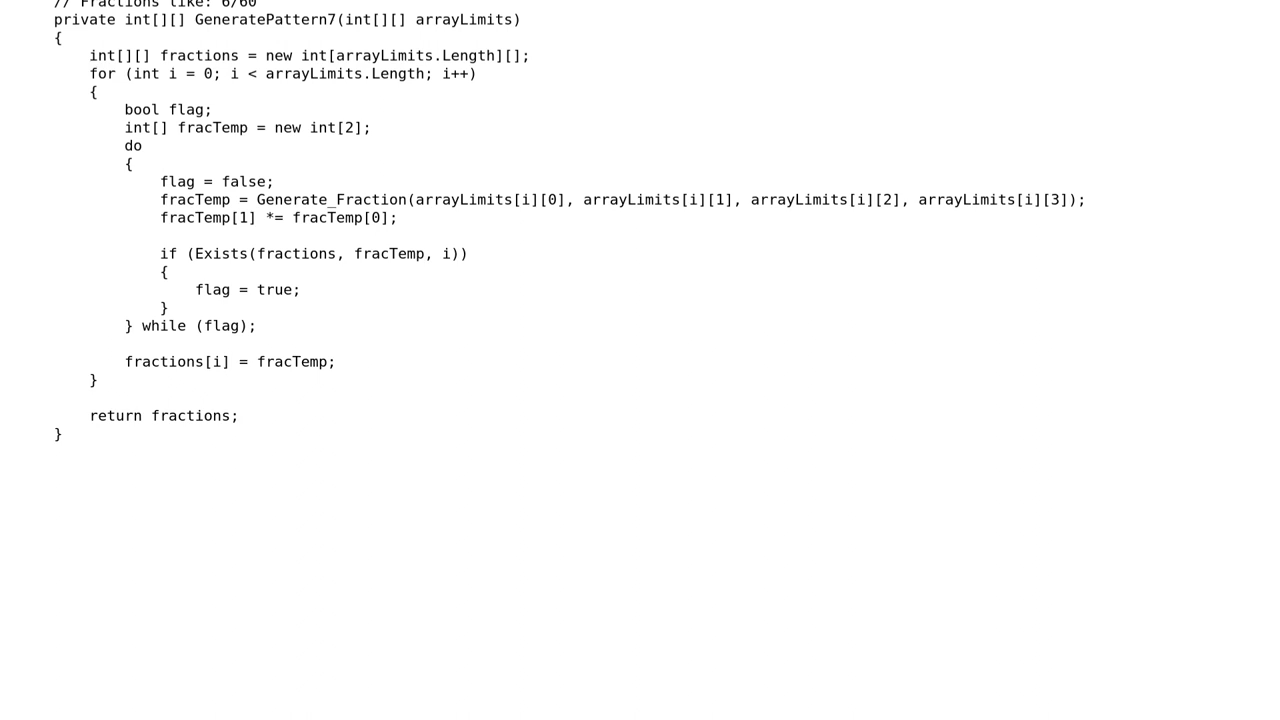 // Fractions like: 6/60
private int[][] GeneratePattern7(int[][] arrayLimits)
{
    int[][] fractions = new int[arrayLimits.Length][];
    for (int i = 0; i < arrayLimits.Length; i++)
    {
        bool flag;
        int[] fracTemp = new int[2];
        do
        {
            flag = false;
            fracTemp = Generate_Fraction(arrayLimits[i][0], arrayLimits[i][1], arrayLimits[i][2], arrayLimits[i][3]);
            fracTemp[1] *= fracTemp[0];

            if (Exists(fractions, fracTemp, i))
            {
                flag = true;
            }
        } while (flag);

        fractions[i] = fracTemp;
    }

    return fractions;
}